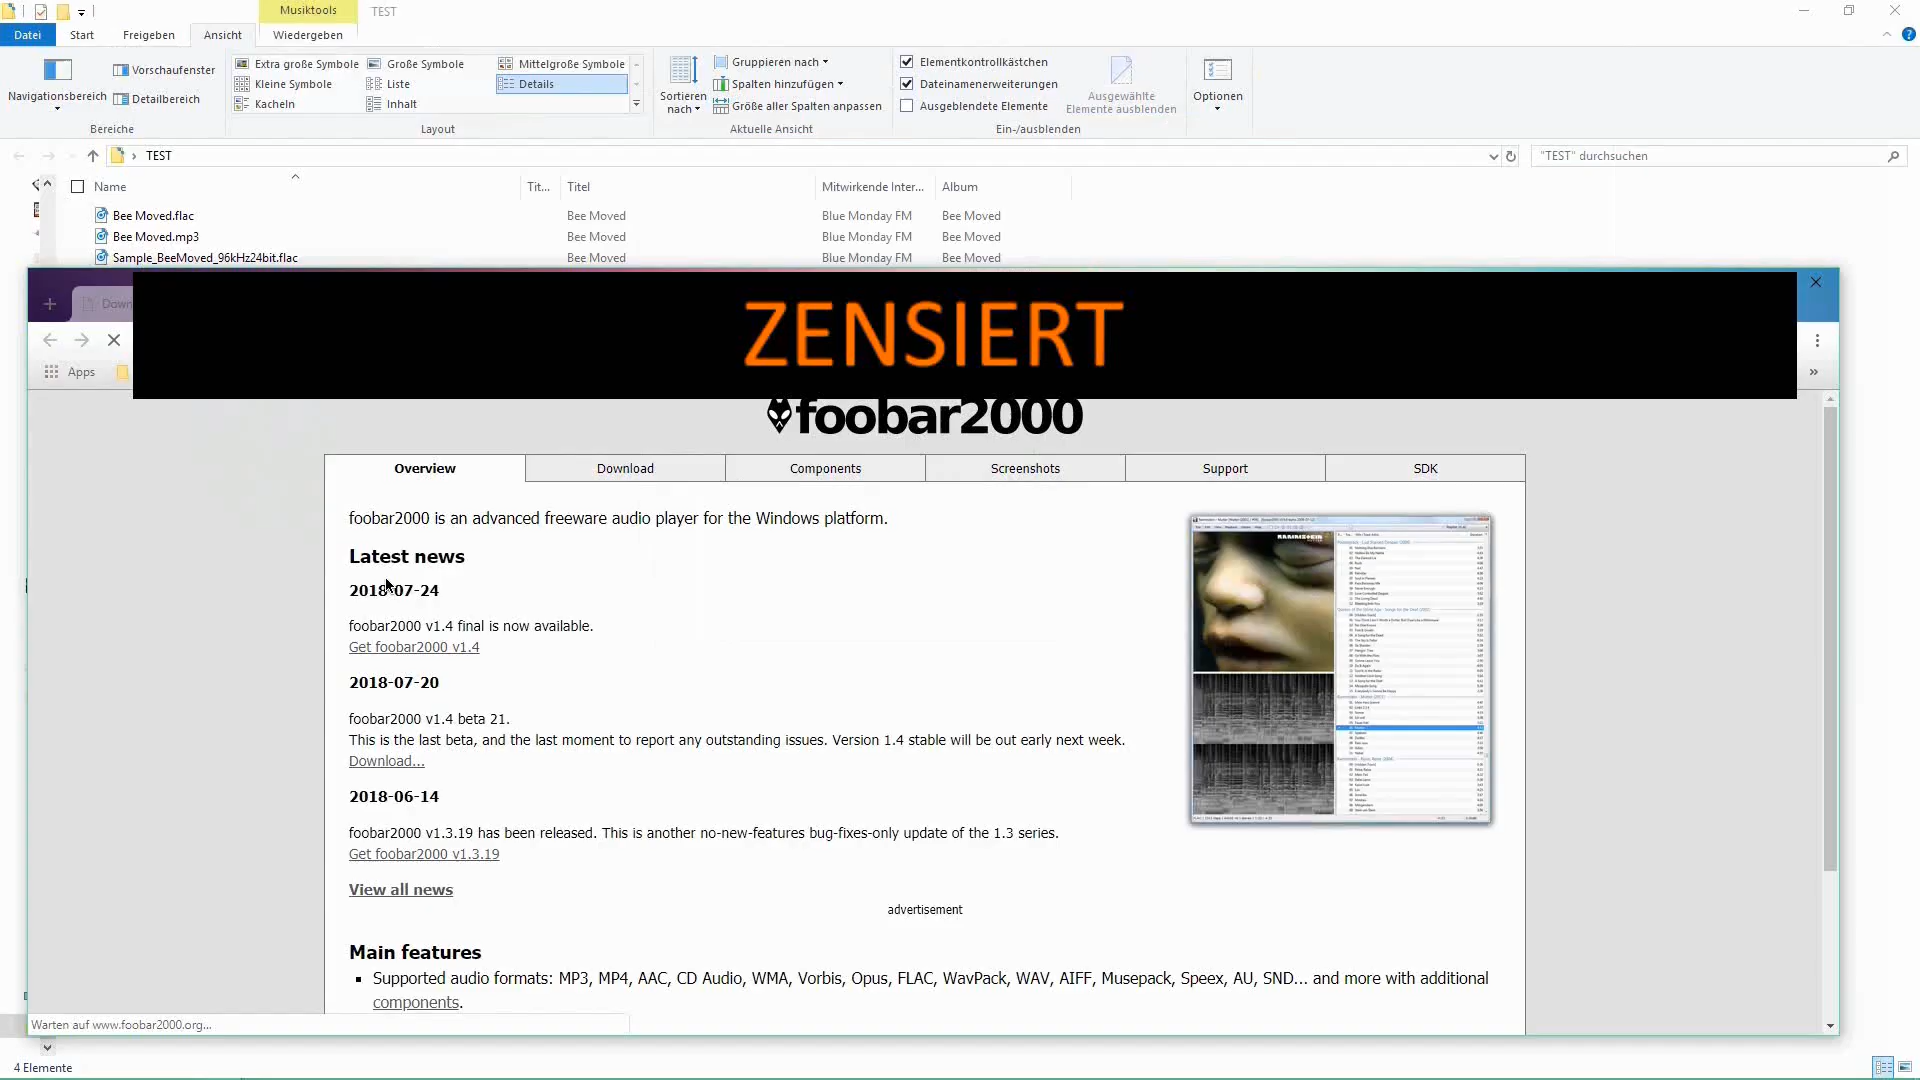 Musiktools TEST
Datei Start Freigeben Ansicht Wiedergeben
Navigationsbereich
Vorschaufenster
Detailbereich
Bereiche
Extra große Symbole Große Symbole Mittelgroße Symbole
Kleine Symbole Liste Details
Kacheln Inhalt
Layout
Sortieren
nach
Gruppieren nach
Spalten hinzufügen
Größe aller Spalten anpassen
Aktuelle Ansicht
Elementkontrollkästchen
Dateinamenerweiterungen
Ausgeblendete Elemente
Ausgewählte
Elemente ausblenden
Ein-/ausblenden
Optionen
TEST
"TEST" durchsuchen
Name Tit... Titel Mitwirkende Inter... Album
Bee Moved.flac Bee Moved Blue Monday FM Bee Moved
Bee Moved.mp3 Bee Moved Blue Monday FM Bee Moved
Sample_BeeMoved_96kHz24bit.flac Bee Moved Blue Monday FM Bee Moved
Down
ZENSIERT
Apps
foobar2000
Overview Download Components Screenshots Support SDK
foobar2000 is an advanced freeware audio player for the Windows platform.
Latest news
2018-07-24
foobar2000 v1.4 final is now available.
Get foobar2000 v1.4
2018-07-20
foobar2000 v1.4 beta 21.
This is the last beta, and the last moment to report any outstanding issues. Version 1.4 stable will be out early next week.
Download...
2018-06-14
foobar2000 v1.3.19 has been released. This is another no-new-features bug-fixes-only update of the 1.3 series.
Get foobar2000 v1.3.19
View all news
advertisement
RAMMSTEIN
Main features
▪ Supported audio formats: MP3, MP4, AAC, CD Audio, WMA, Vorbis, Opus, FLAC, WavPack, WAV, AIFF, Musepack, Speex, AU, SND... and more with additional
components.
Warten auf www.foobar2000.org...
4 Elemente